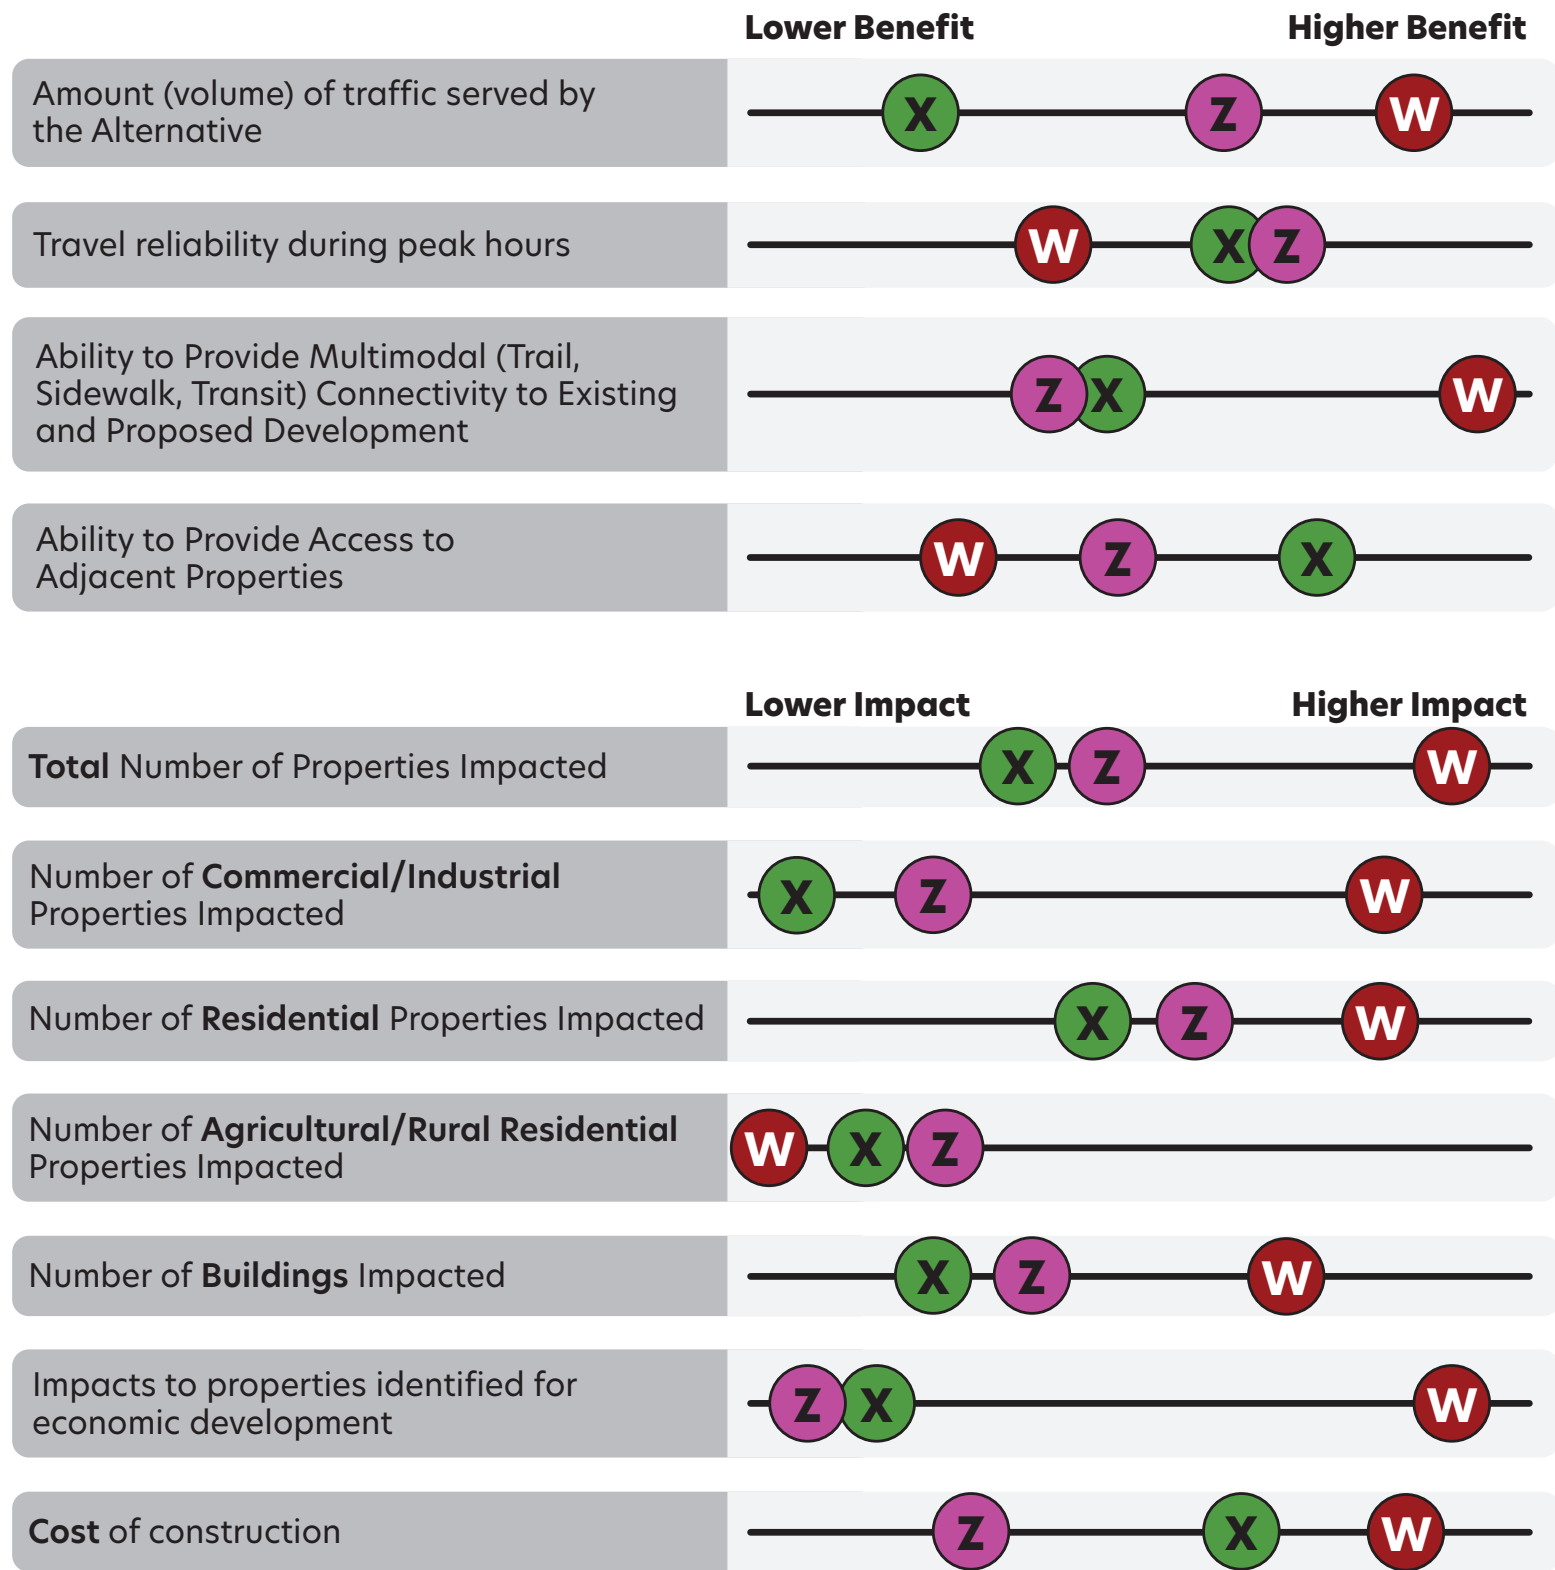 Lower Benefit Higher Benefit
Amount (volume) of traffic served by
the Alternative
X Z W
Travel reliability during peak hours
W X Z
Ability to Provide Multimodal (Trail,
Sidewalk, Transit) Connectivity to Existing
and Proposed Development
Z X W
Ability to Provide Access to
Adjacent Properties
W Z X
Lower Impact Higher Impact
Total Number of Properties Impacted
X Z W
Number of Commercial/Industrial
Properties Impacted
X Z W
Number of Residential Properties Impacted
X Z W
Number of Agricultural/Rural Residential
Properties Impacted
W X Z
Number of Buildings Impacted
X Z W
Impacts to properties identified for
economic development
Z X W
Cost of construction
Z X W